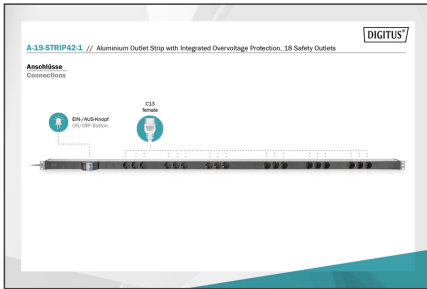 DIGITUS®
A-19-STRIP42-1 // Aluminium Outlet Strip with Integrated Overvoltage Protection, 18 Safety Outlets
Anschlüsse
Connections
C13
female
EIN-/AUS-Knopf
ON/OFF Button